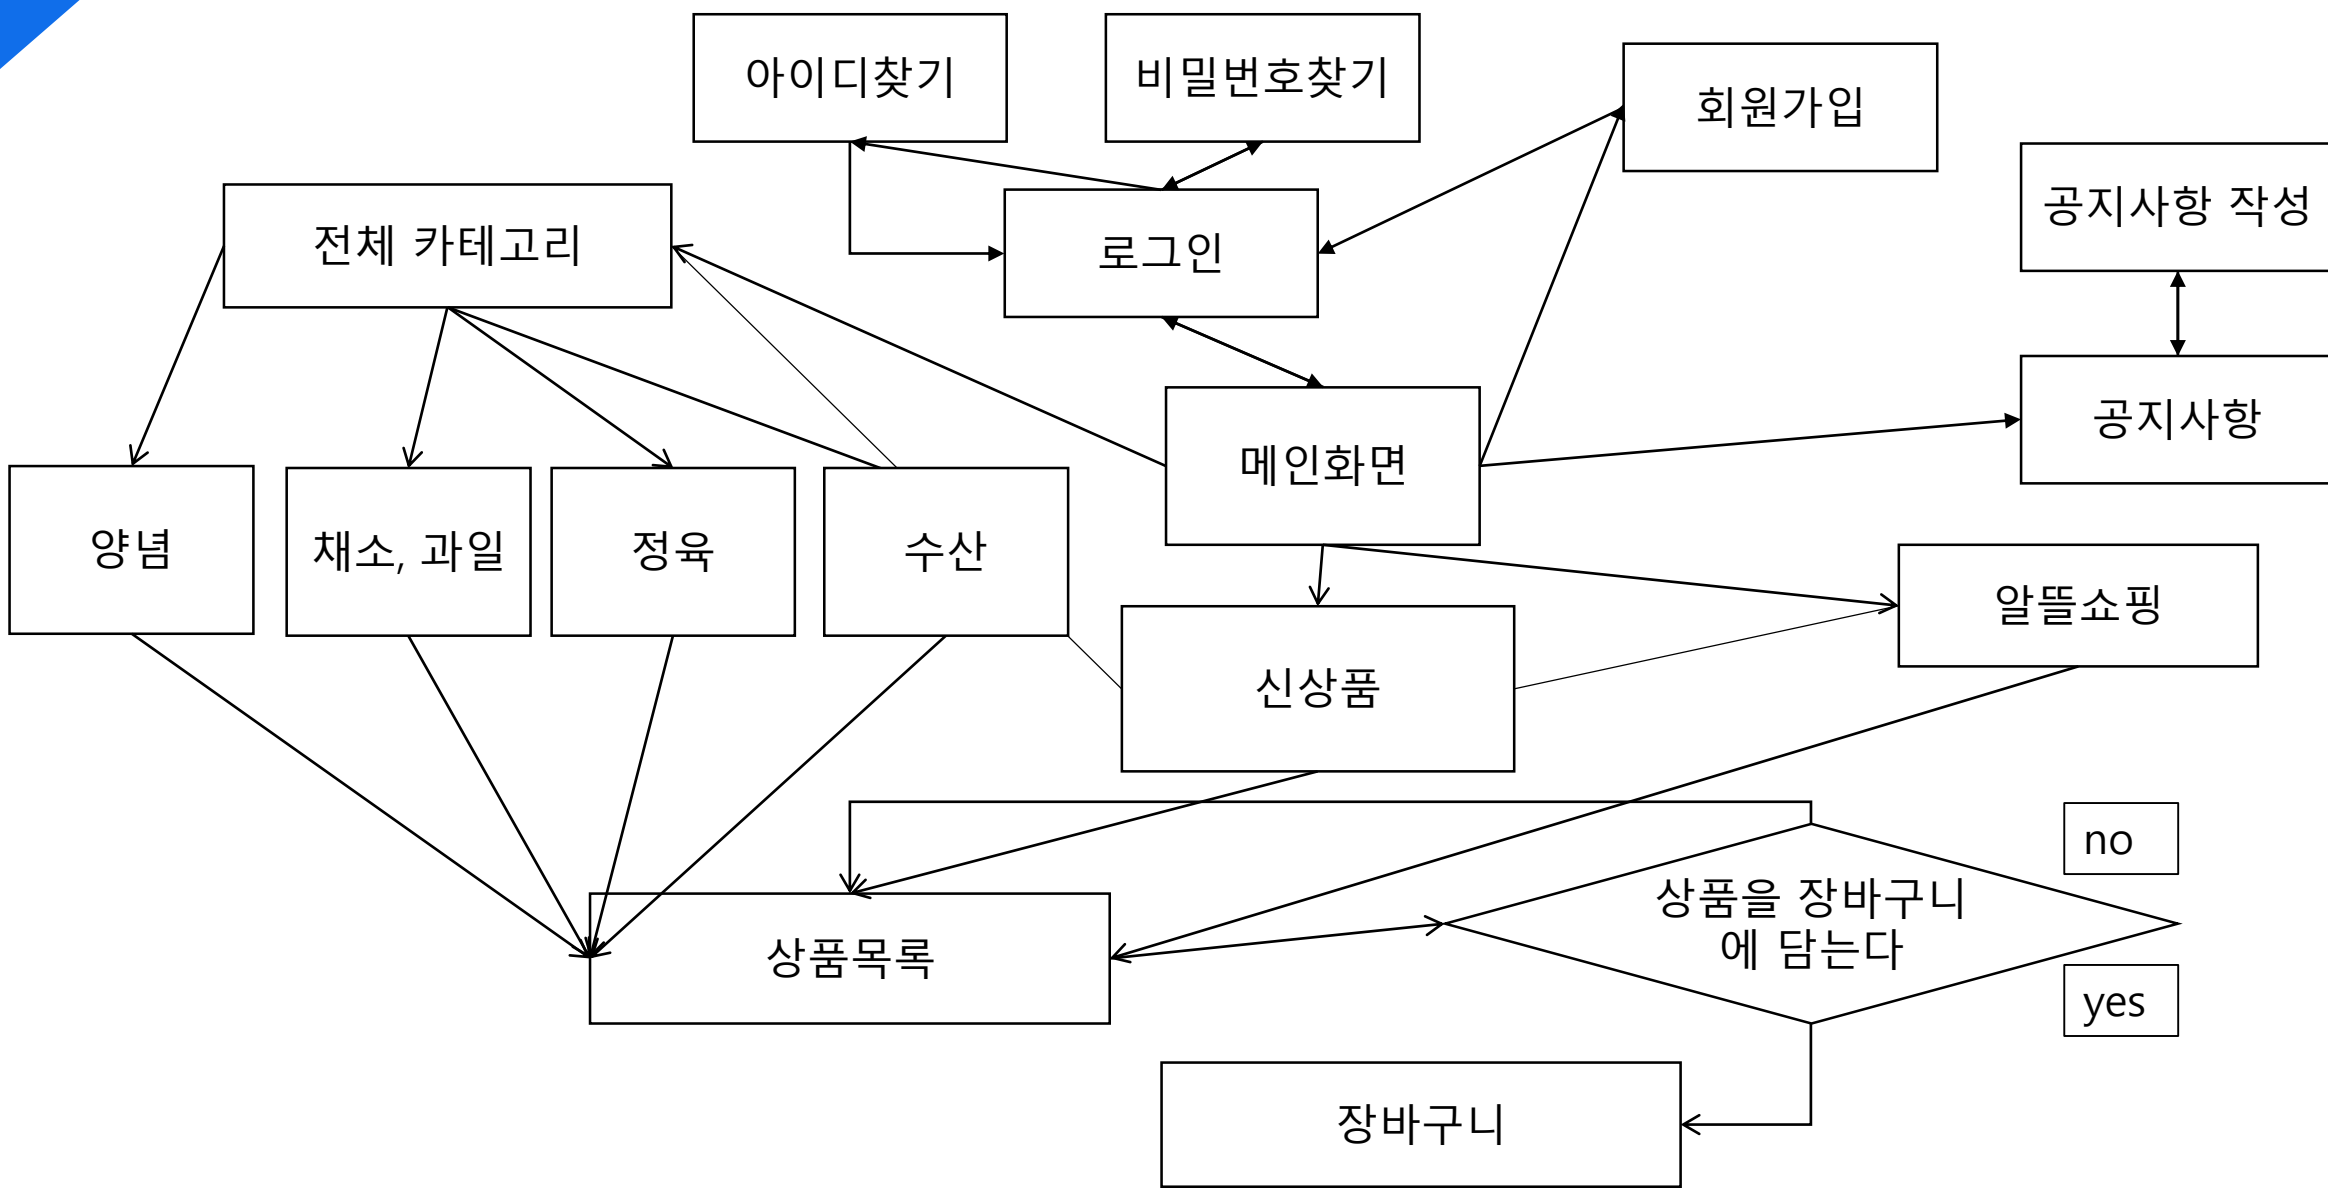 아이디찾기
비밀번호찾기
회원가입
공지사항 작성
전체 카테고리
로그인
공지사항
메인화면
양념
채소, 과일
정육
수산
알뜰쇼핑
신상품
no
상품을 장바구니
에 담는다
상품목록
yes
장바구니